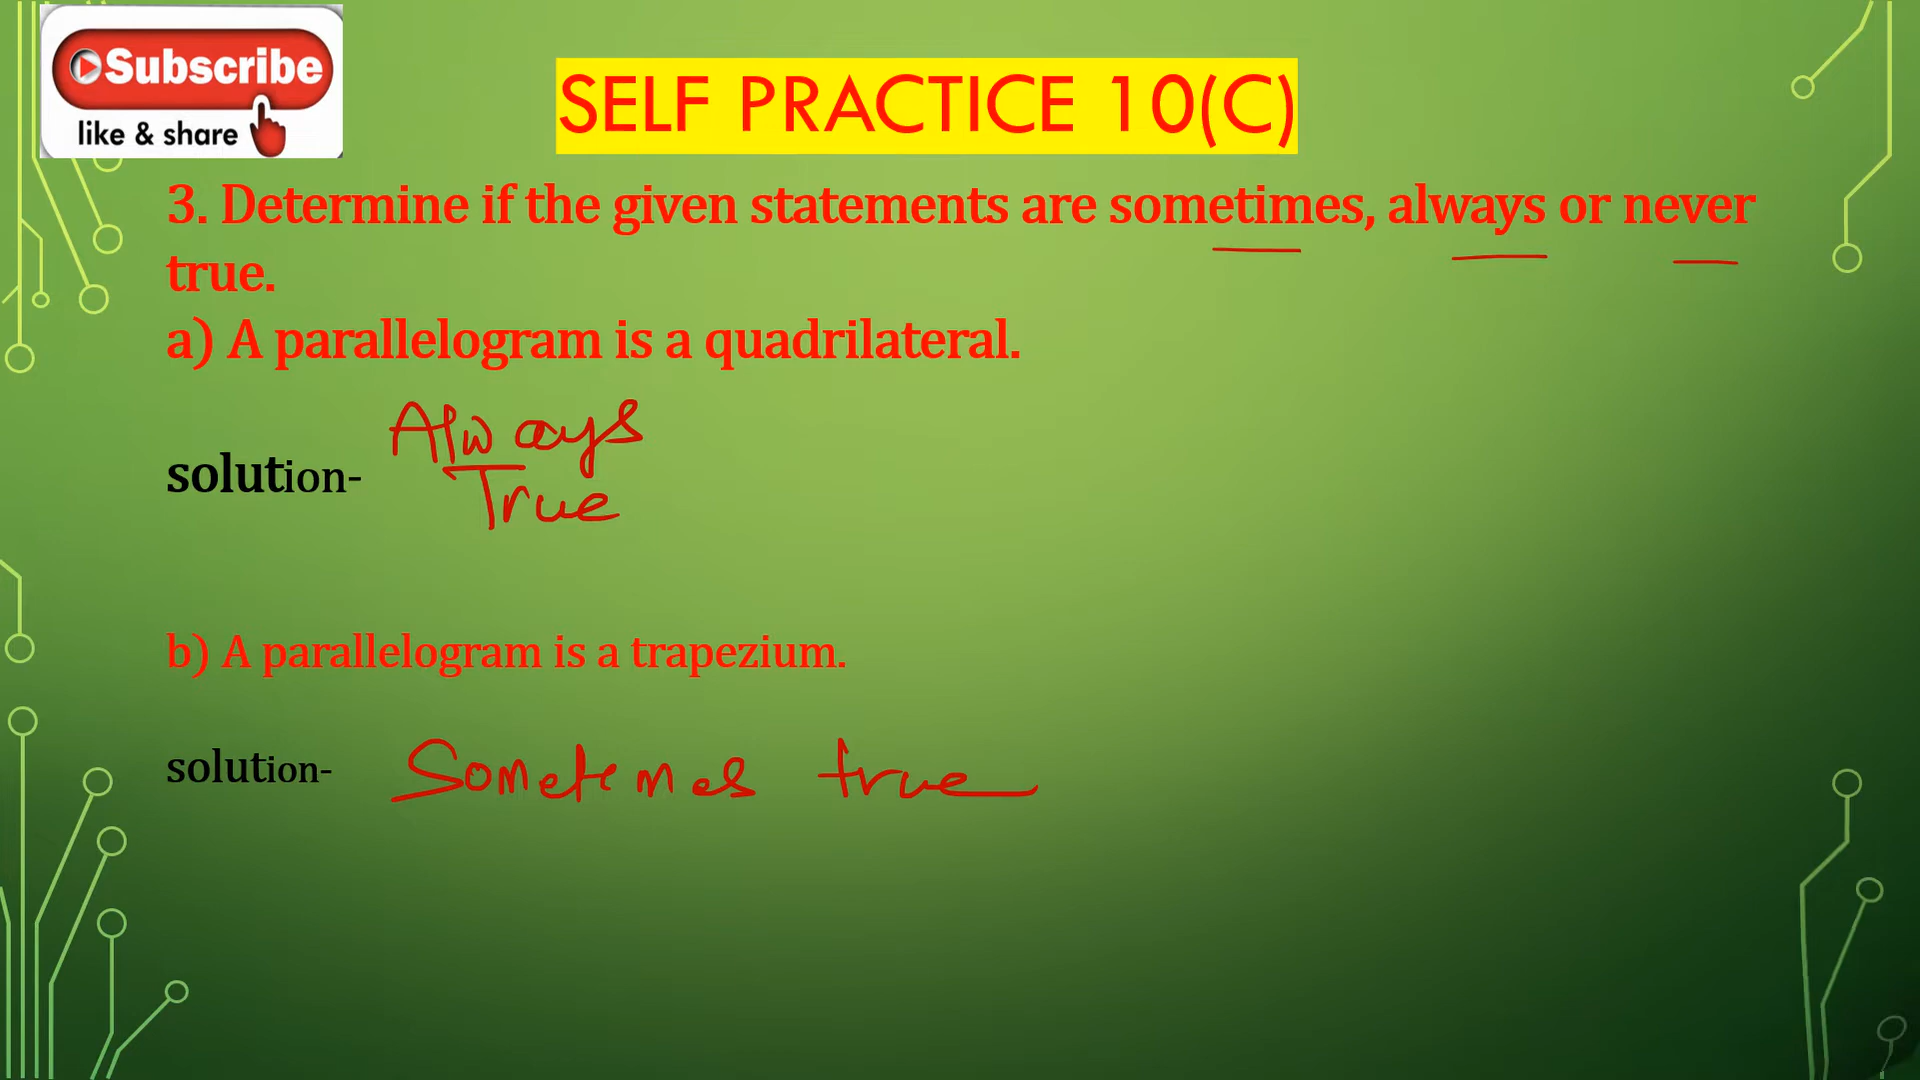 Subscribe
like & share
SELF PRACTICE 10(C)
3. Determine if the given statements are sometimes, always or never
true.
a) A parallelogram is a quadrilateral.
Always
solution-
True
b) A parallelogram is a trapezium.
solution- Sometemes true